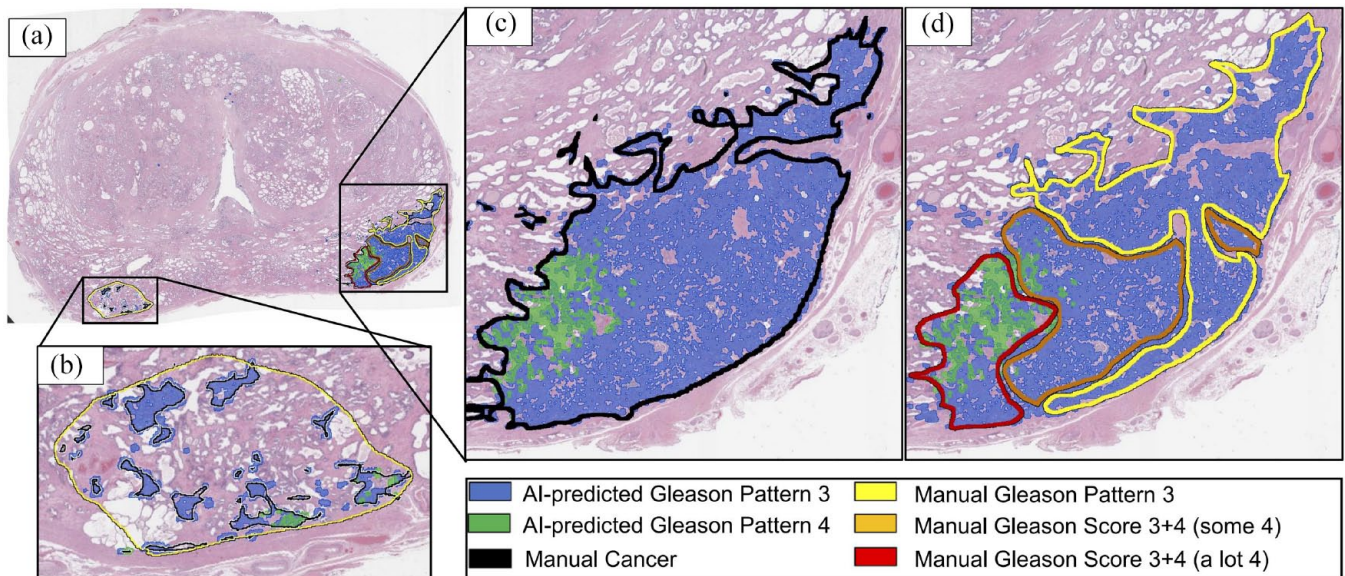 (a)
(b)
(c)
(d)
AI-predicted Gleason Pattern 3
AI-predicted Gleason Pattern 4
Manual Cancer
Manual Gleason Pattern 3
Manual Gleason Score 3+4 (some 4)
Manual Gleason Score 3+4 (a lot 4)